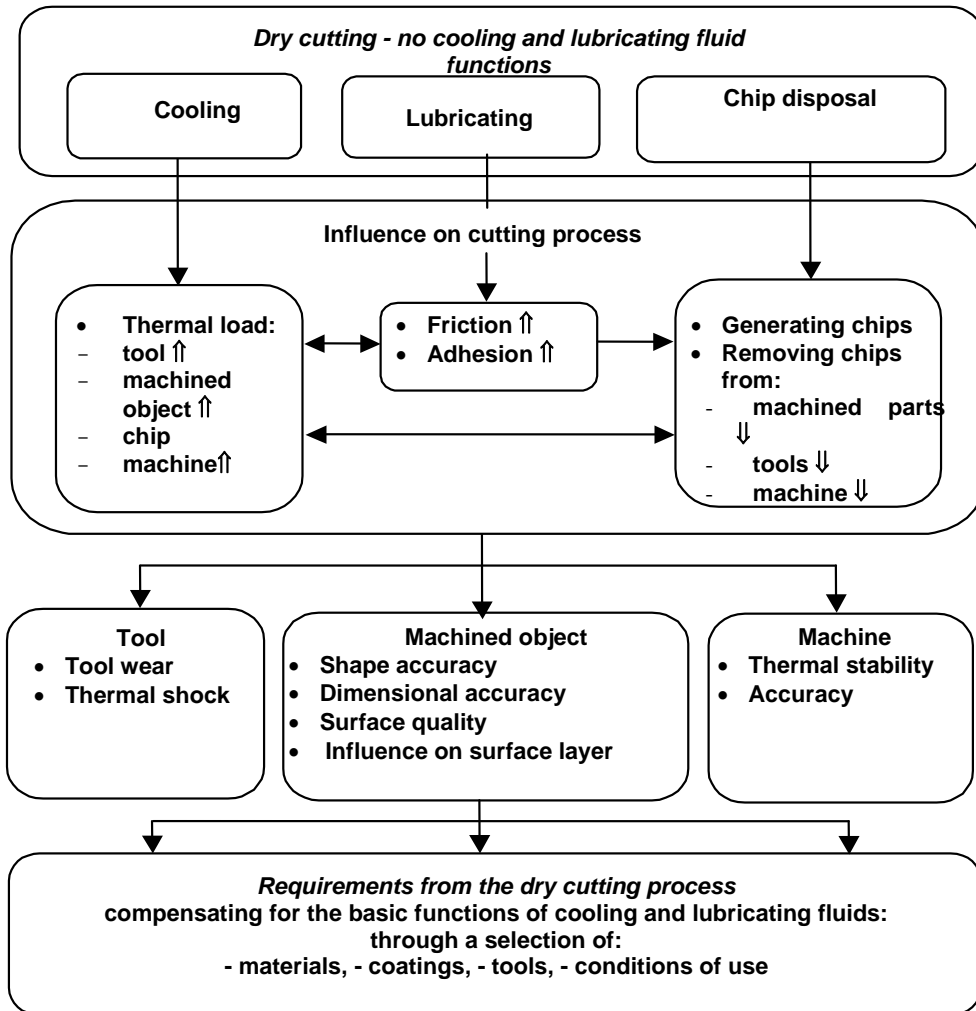 Dry cutting - no cooling and lubricating fluid
functions
Cooling
Lubricating
Chip disposal
Influence on cutting process
• Thermal load:
– tool ⇑
– machined
object ⇑
– chip
– machine⇑
• Friction ⇑
• Adhesion ⇑
• Generating chips
• Removing chips
from:
- machined parts
⇓
- tools ⇓
- machine ⇓
Tool
• Tool wear
• Thermal shock
Machined object
• Shape accuracy
• Dimensional accuracy
• Surface quality
• Influence on surface layer
Machine
• Thermal stability
• Accuracy
Requirements from the dry cutting process
compensating for the basic functions of cooling and lubricating fluids:
through a selection of:
- materials, - coatings, - tools, - conditions of use